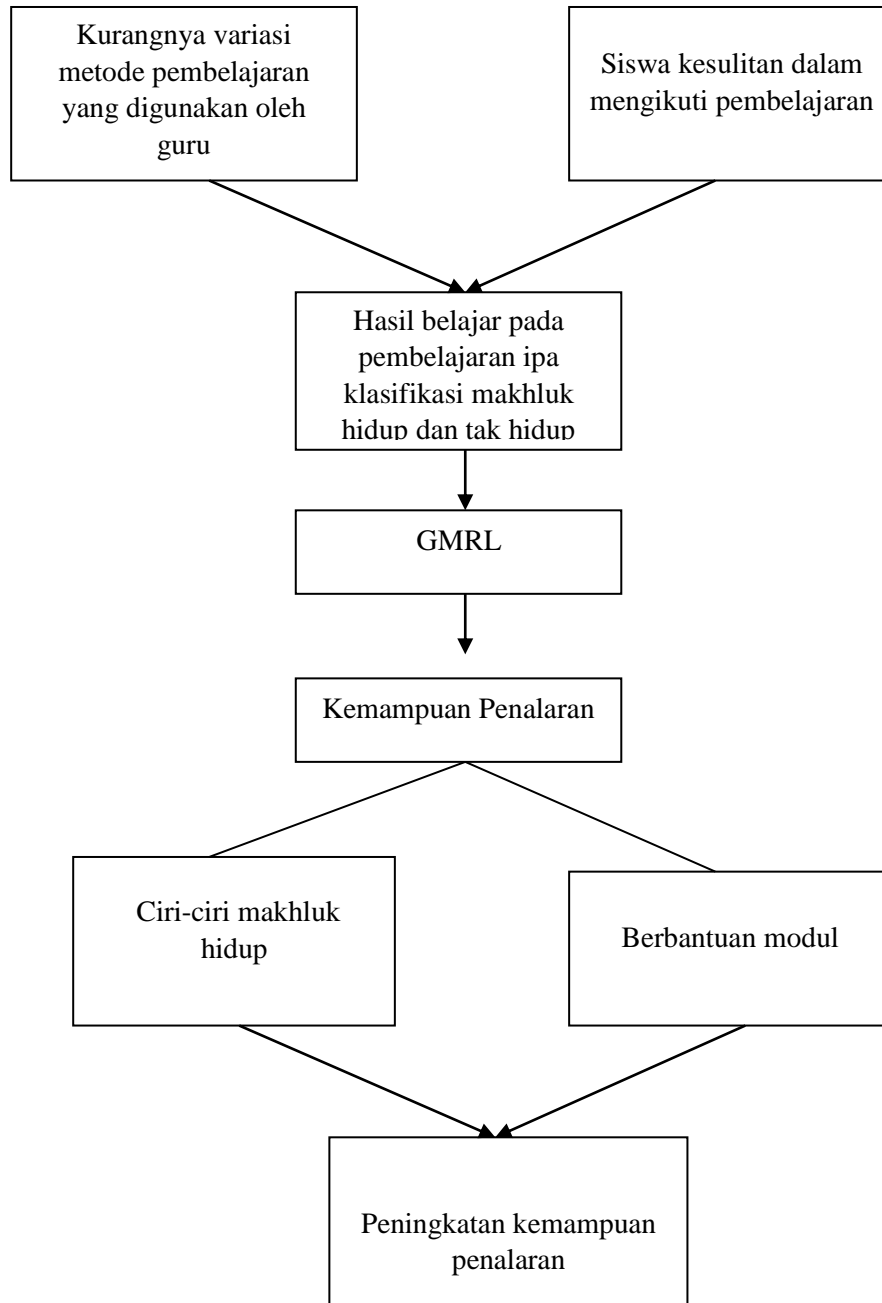 Kurangnya variasi
metode pembelajaran
yang digunakan oleh
guru
Siswa kesulitan dalam
mengikuti pembelajaran
Hasil belajar pada
pembelajaran ipa
klasifikasi makhluk
hidup dan tak hidup
GMRL
Kemampuan Penalaran
Ciri-ciri makhluk
hidup
Berbantuan modul
Peningkatan kemampuan
penalaran